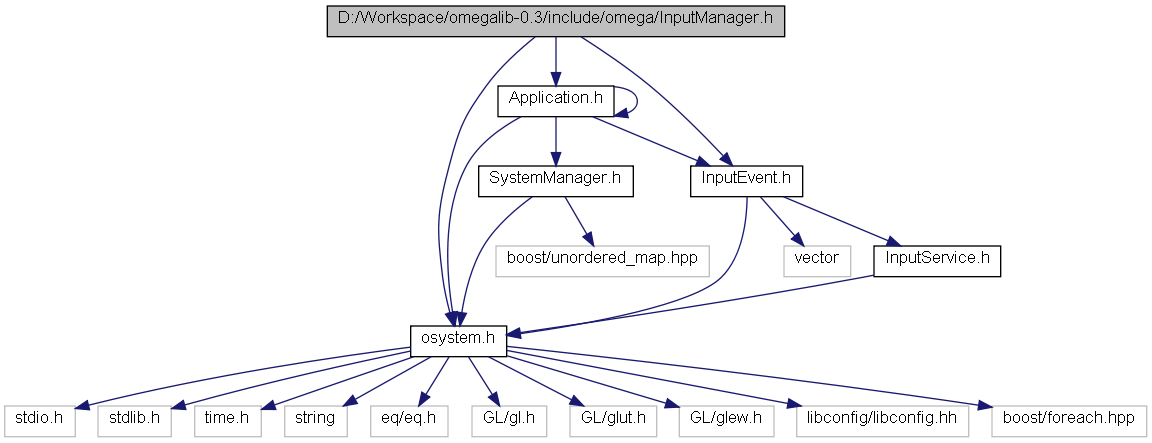 D:/Workspace/omegalib-0.3/include/omega/InputManager.h
Application.h
SystemManager.h
InputEvent.h
boost/unordered_map.hpp
vector
InputService.h
osystem.h
stdio.h
stdlib.h
time.h
string
eq/eq.h
GL/gl.h
GL/glut.h
GL/glew.h
libconfig/libconfig.hh
boost/foreach.hpp